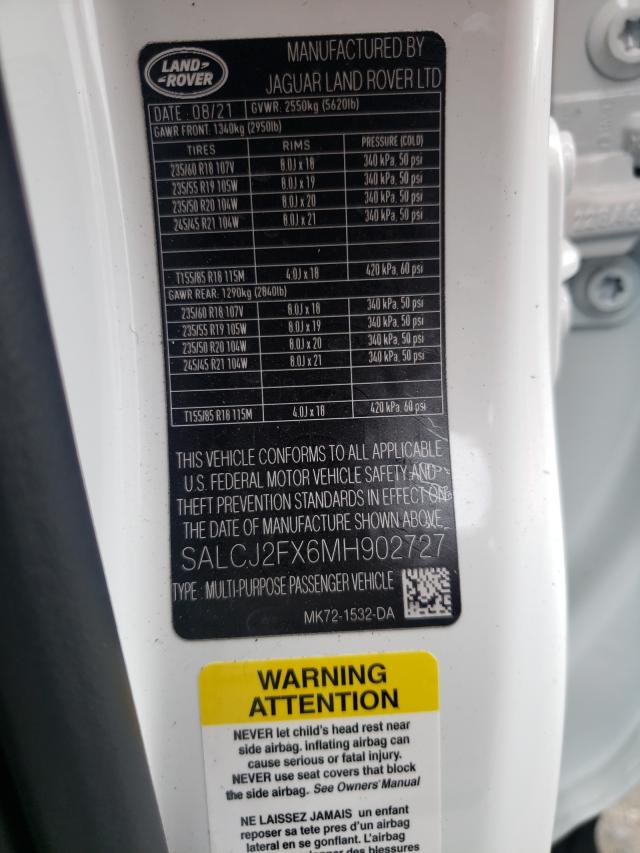 LAND-
ROVER
MANUFACTURED BY
JAGUAR LAND ROVER LTD
DATE: 08/21 GVWR: 2550kg (5620lb)
GAWR FRONT: 1340kg (2950lb)
TIRES RIMS PRESSURE (COLD)
235/60 R18 107V 8.0J x 18 340 kPa, 50 psi
235/55 R19 105W 8.0J x 19 340 kPa, 50 psi
235/50 R20 104W 8.0J x 20 340 kPa, 50 psi
245/45 R21 104W 8.0J x 21 340 kPa, 50 psi
T155/85 R18 115M 4.0J x 18 420 kPa, 60 psi
GAWR REAR: 1290kg (2840lb)
235/60 R18 107V 8.0J x 18 340 kPa, 50 psi
235/55 R19 105W 8.0J x 19 340 kPa, 50 psi
235/50 R20 104W 8.0J x 20 340 kPa, 50 psi
245/45 R21 104W 8.0J x 21 340 kPa, 50 psi
T155/85 R18 115M 4.0J x 18 420 kPa, 60 psi
THIS VEHICLE CONFORMS TO ALL APPLICABLE
U.S. FEDERAL MOTOR VEHICLE SAFETY AND
THEFT PREVENTION STANDARDS IN EFFECT ON
THE DATE OF MANUFACTURE SHOWN ABOVE.
SALCJ2FX6MH902727
TYPE: MULTI-PURPOSE PASSENGER VEHICLE
MK72-1532-DA
WARNING
ATTENTION
NEVER let child's head rest near
side airbag. inflating airbag can
cause serious or fatal injury.
NEVER use seat covers that block
the side airbag. See Owners' Manual
NE LAISSEZ JAMAIS un enfant
reposer sa tete pres d'un airbag
lateral en se gonflant. L'airbag
des blessures